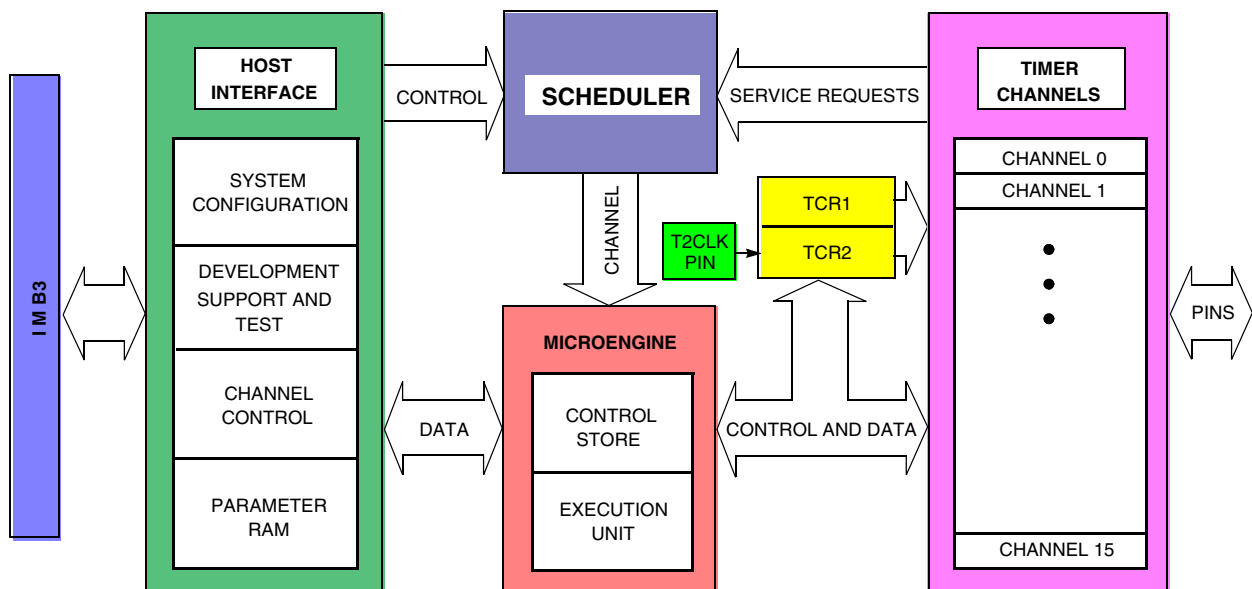 I M B3
HOST
INTERFACE
SYSTEM
CONFIGURATION
DEVELOPMENT
SUPPORT AND
TEST
CHANNEL
CONTROL
PARAMETER
RAM
CONTROL
DATA
SCHEDULER
CHANNEL
MICROENGINE
CONTROL
STORE
EXECUTION
UNIT
SERVICE REQUESTS
T2CLK
PIN
TCR1
TCR2
CONTROL AND DATA
TIMER
CHANNELS
CHANNEL 0
CHANNEL 1
CHANNEL 15
PINS